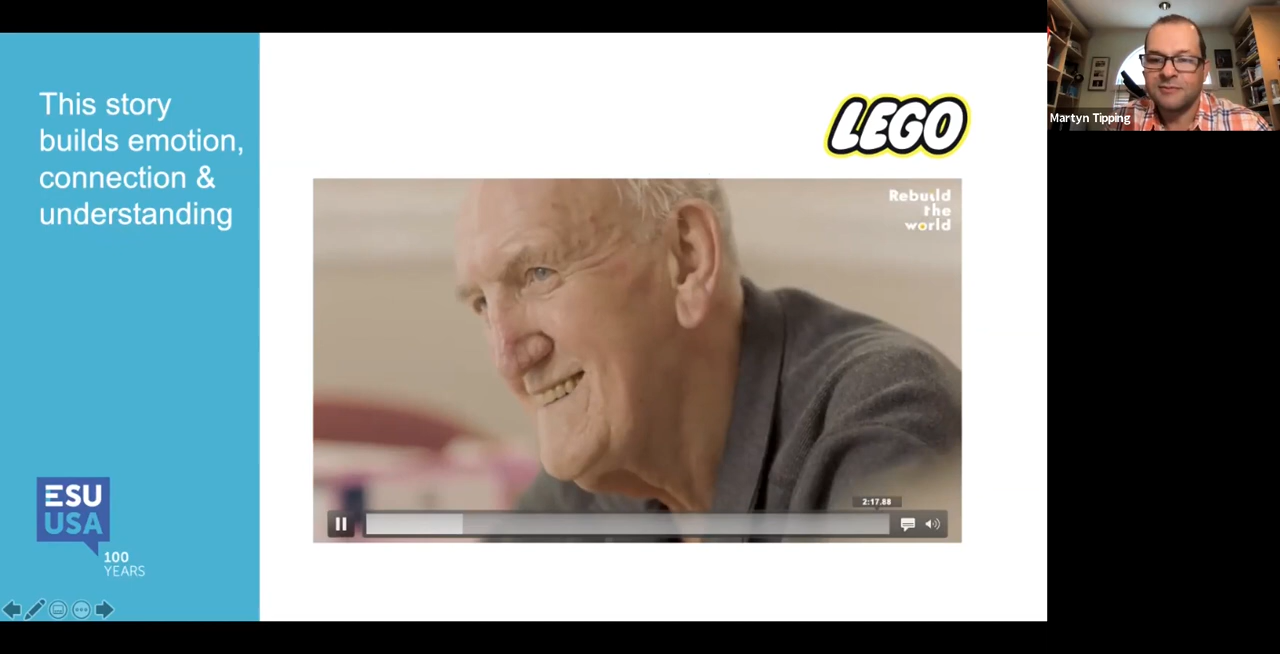 This story
builds emotion,
connection &
understanding
LEGO
Rebuild
the
world
2:17.88
ESU
USA
100
YEARS
Martyn Tipping